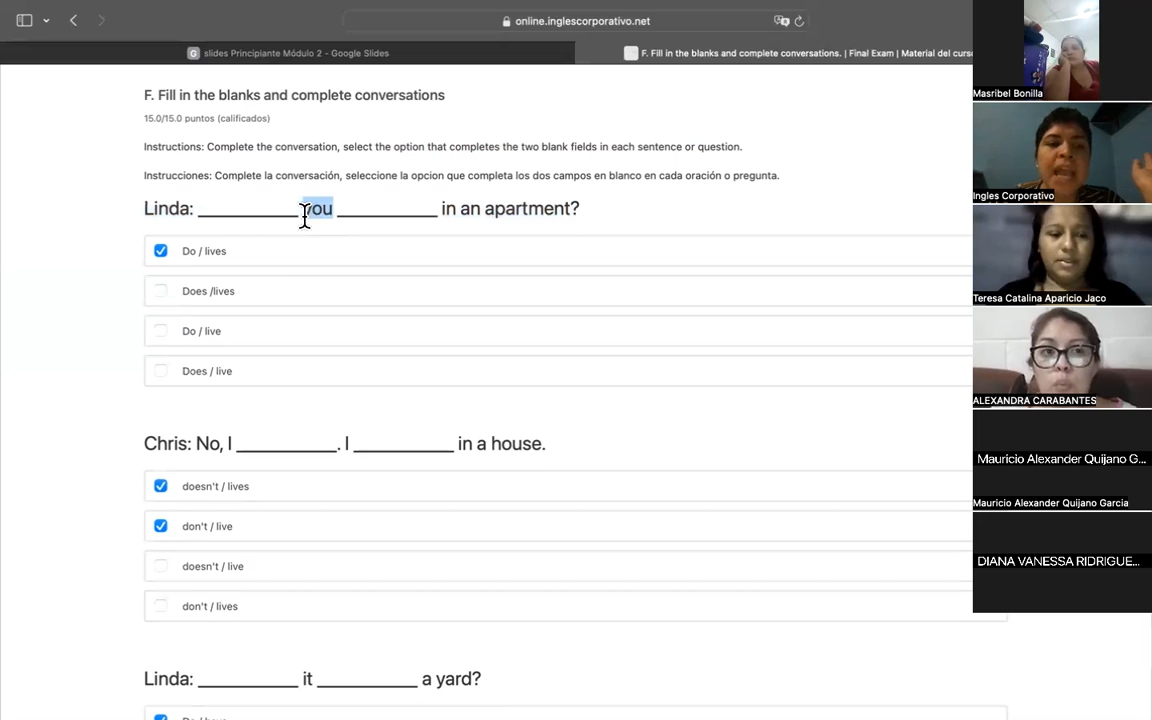 online.inglescorporativo.net
G slides Principiante Módulo 2 - Google Slides
F. Fill in the blanks and complete conversations. | Final Exam | Material del curs
F. Fill in the blanks and complete conversations
15.0/15.0 puntos (calificados)
Instructions: Complete the conversation, select the option that completes the two blank fields in each sentence or question.
Instrucciones: Complete la conversación, seleccione la opcion que completa los dos campos en blanco en cada oración o pregunta.
Linda: __________ you __________ in an apartment?
Do / lives
Does /lives
Do / live
Does / live
Chris: No, I __________. I __________ in a house.
doesn't / lives
don't / live
doesn't / live
don't / lives
Linda: __________ it __________ a yard?
Masribel Bonilla
Ingles Corporativo
Teresa Catalina Aparicio Jaco
ALEXANDRA CARABANTES
Mauricio Alexander Quijano G...
Mauricio Alexander Quijano Garcia
DIANA VANESSA RIDRIGUE...